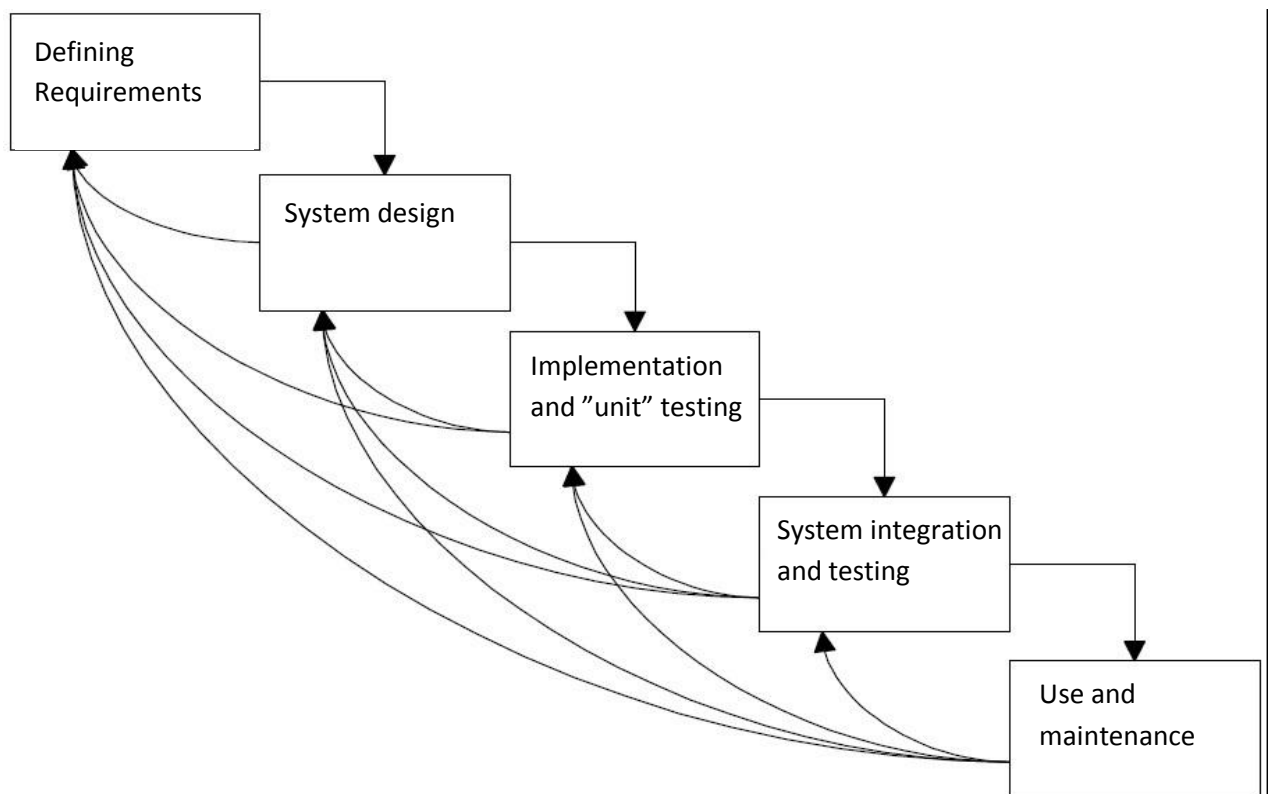 Defining
Requirements
System design
Implementation
and ”unit” testing
System integration
and testing
Use and
maintenance